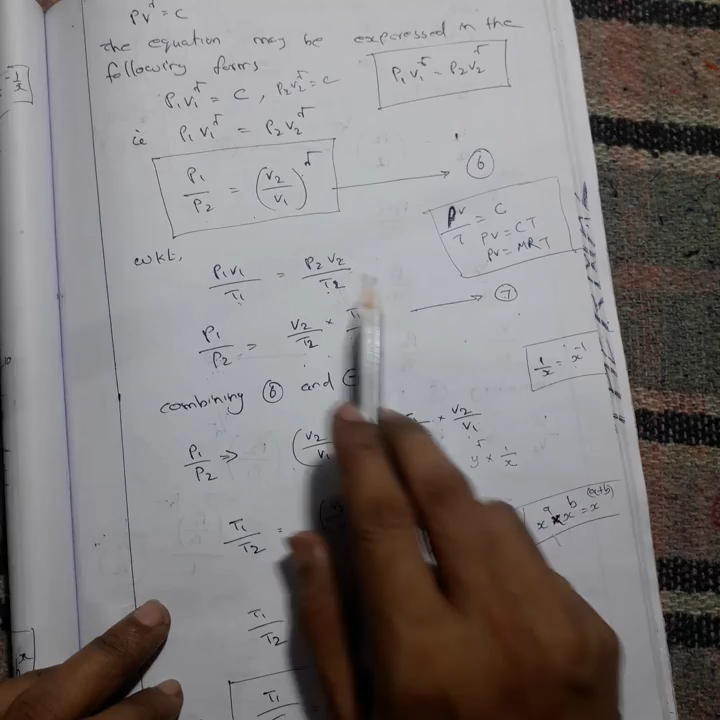 PV^γ = C
the equation may be experessed in the
following forms
P₁V₁^γ = C, P₂V₂^γ = C
P₁V₁^γ = P₂V₂^γ
ie P₁V₁^γ = P₂V₂^γ
P₁/P₂ = (V₂/V₁)^γ → ⑥
PV/T = C
PV = CT
PV = MRT
wkt,
P₁V₁/T₁ = P₂V₂/T₂
P₁/P₂ = V₂/T₂ × → ⑦
1/x = x⁻¹
combining ⑥ and
P₁/P₂ ⇒ (V₂/V₁ × V₂/V₁
y^γ × 1/x
x^a × x^b = x^(a+b)
T₁/T₂ =
T₁/T₂
T₁
THERMAL